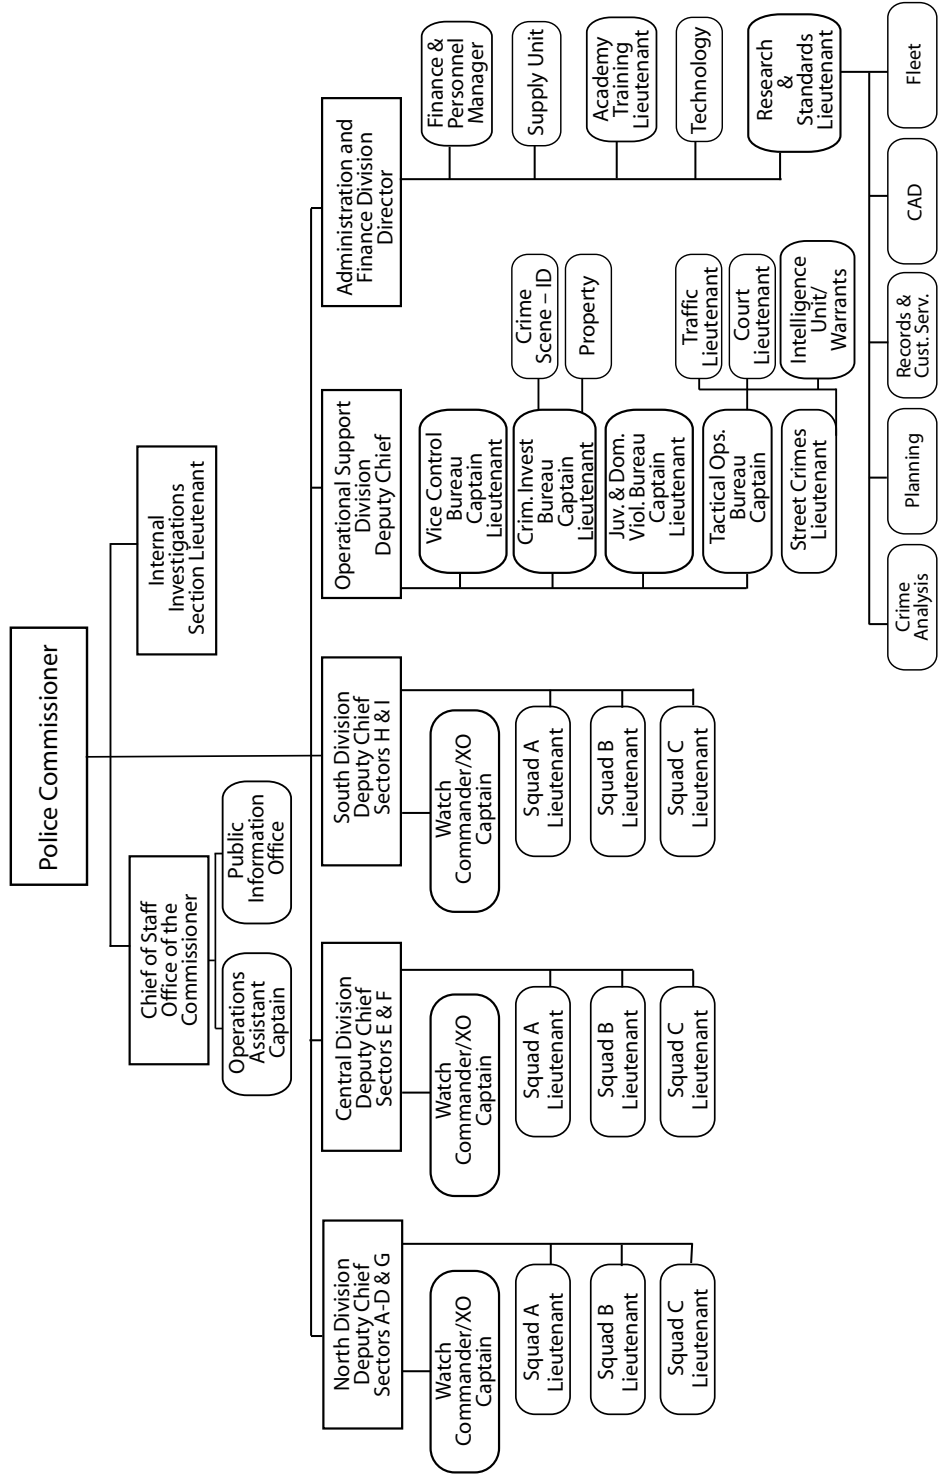 Police Commissioner
Chief of Staff
Office of the
Commissioner
Internal
Investigations
Section Lieutenant
Operations
Assistant
Captain
Public
Information
Office
North Division
Deputy Chief
Sectors A-D & G
Central Division
Deputy Chief
Sectors E & F
South Division
Deputy Chief
Sectors H & I
Operational Support
Division
Deputy Chief
Administration and
Finance Division
Director
Watch
Commander/XO
Captain
Squad A
Lieutenant
Squad B
Lieutenant
Squad C
Lieutenant
Watch
Commander/XO
Captain
Squad A
Lieutenant
Squad B
Lieutenant
Squad C
Lieutenant
Watch
Commander/XO
Captain
Squad A
Lieutenant
Squad B
Lieutenant
Squad C
Lieutenant
Vice Control
Bureau
Captain
Lieutenant
Crim. Invest
Bureau
Captain
Lieutenant
Crime
Scene – ID
Property
Juv. & Dom.
Viol. Bureau
Captain
Lieutenant
Tactical Ops.
Bureau
Captain
Traffic
Lieutenant
Court
Lieutenant
Intelligence
Unit/
Warrants
Street Crimes
Lieutenant
Finance &
Personnel
Manager
Supply Unit
Academy
Training
Lieutenant
Technology
Research
&
Standards
Lieutenant
Crime
Analysis
Planning
Records &
Cust. Serv.
CAD
Fleet